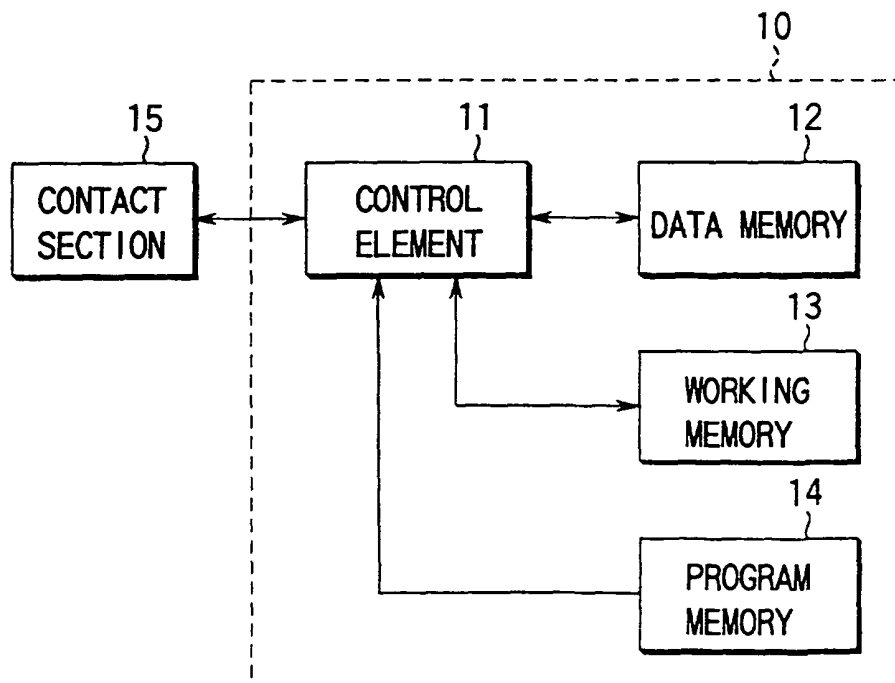 10
15
CONTACT
SECTION
11
CONTROL
ELEMENT
12
DATA MEMORY
13
WORKING
MEMORY
14
PROGRAM
MEMORY